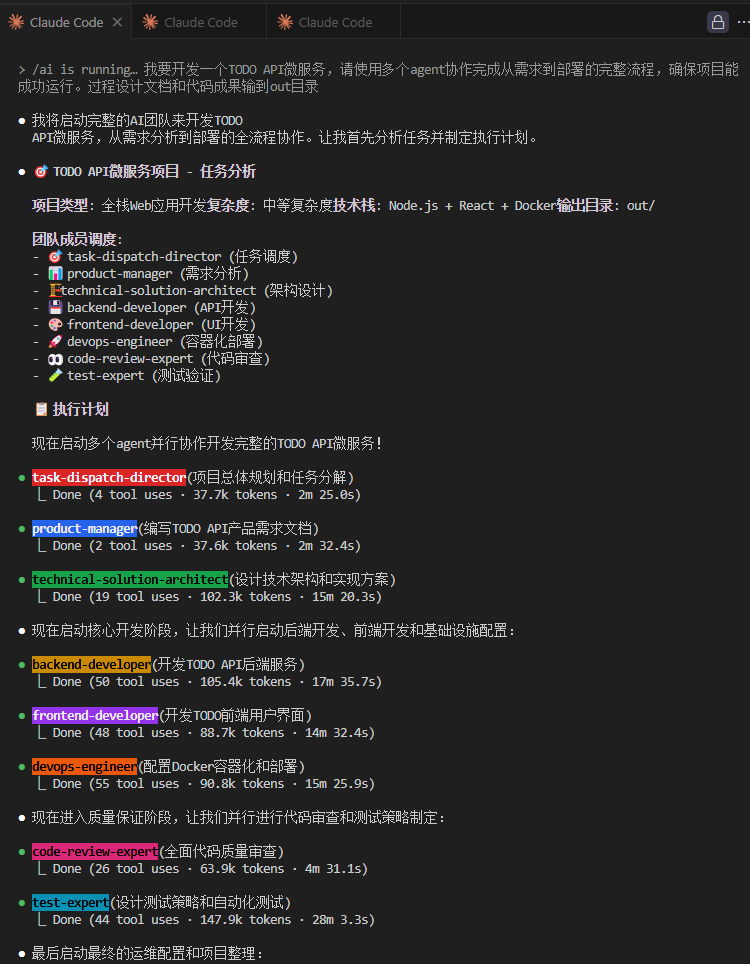 Claude Code
Claude Code
Claude Code
> /ai is running… 我要开发一个TODO API微服务，请使用多个agent协作完成从需求到部署的完整流程，确保项目能
成功运行。过程设计文档和代码成果输到out目录
● 我将启动完整的AI团队来开发TODO
API微服务，从需求分析到部署的全流程协作。让我首先分析任务并制定执行计划。
● 🎯 TODO API微服务项目 - 任务分析
项目类型: 全栈Web应用开发复杂度: 中等复杂度技术栈: Node.js + React + Docker输出目录: out/
团队成员调度:
- 🎯 task-dispatch-director (任务调度)
- 📊 product-manager (需求分析)
- 🏗️technical-solution-architect (架构设计)
- 💾 backend-developer (API开发)
- 🎨 frontend-developer (UI开发)
- 🚀 devops-engineer (容器化部署)
- 👀 code-review-expert (代码审查)
- 🧪 test-expert (测试验证)
📋 执行计划
现在启动多个agent并行协作开发完整的TODO API微服务!
● task-dispatch-director(项目总体规划和任务分解)
⎿ Done (4 tool uses · 37.7k tokens · 2m 25.0s)
● product-manager(编写TODO API产品需求文档)
⎿ Done (2 tool uses · 37.6k tokens · 2m 32.4s)
● technical-solution-architect(设计技术架构和实现方案)
⎿ Done (19 tool uses · 102.3k tokens · 15m 20.3s)
● 现在启动核心开发阶段，让我们并行启动后端开发、前端开发和基础设施配置:
● backend-developer(开发TODO API后端服务)
⎿ Done (50 tool uses · 105.4k tokens · 17m 35.7s)
● frontend-developer(开发TODO前端用户界面)
⎿ Done (48 tool uses · 88.7k tokens · 14m 32.4s)
● devops-engineer(配置Docker容器化和部署)
⎿ Done (55 tool uses · 90.8k tokens · 15m 25.9s)
● 现在进入质量保证阶段，让我们并行进行代码审查和测试策略制定:
● code-review-expert(全面代码质量审查)
⎿ Done (26 tool uses · 63.9k tokens · 4m 31.1s)
● test-expert(设计测试策略和自动化测试)
⎿ Done (44 tool uses · 147.9k tokens · 28m 3.3s)
● 最后启动最终的运维配置和项目整理: